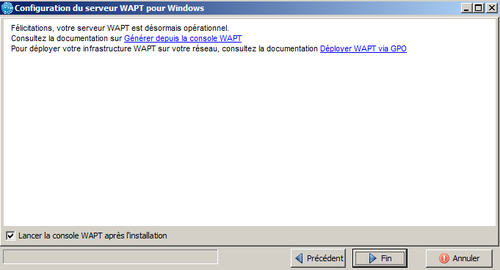 Configuration du serveur WAPT pour Windows
Félicitations, votre serveur WAPT est désormais opérationnel.
Consultez la documentation sur Générer depuis la console WAPT
Pour déployer votre infrastructure WAPT sur votre réseau, consultez la documentation Déployer WAPT via GPO
Lancer la console WAPT après l'installation
Précédent Fin Annuler